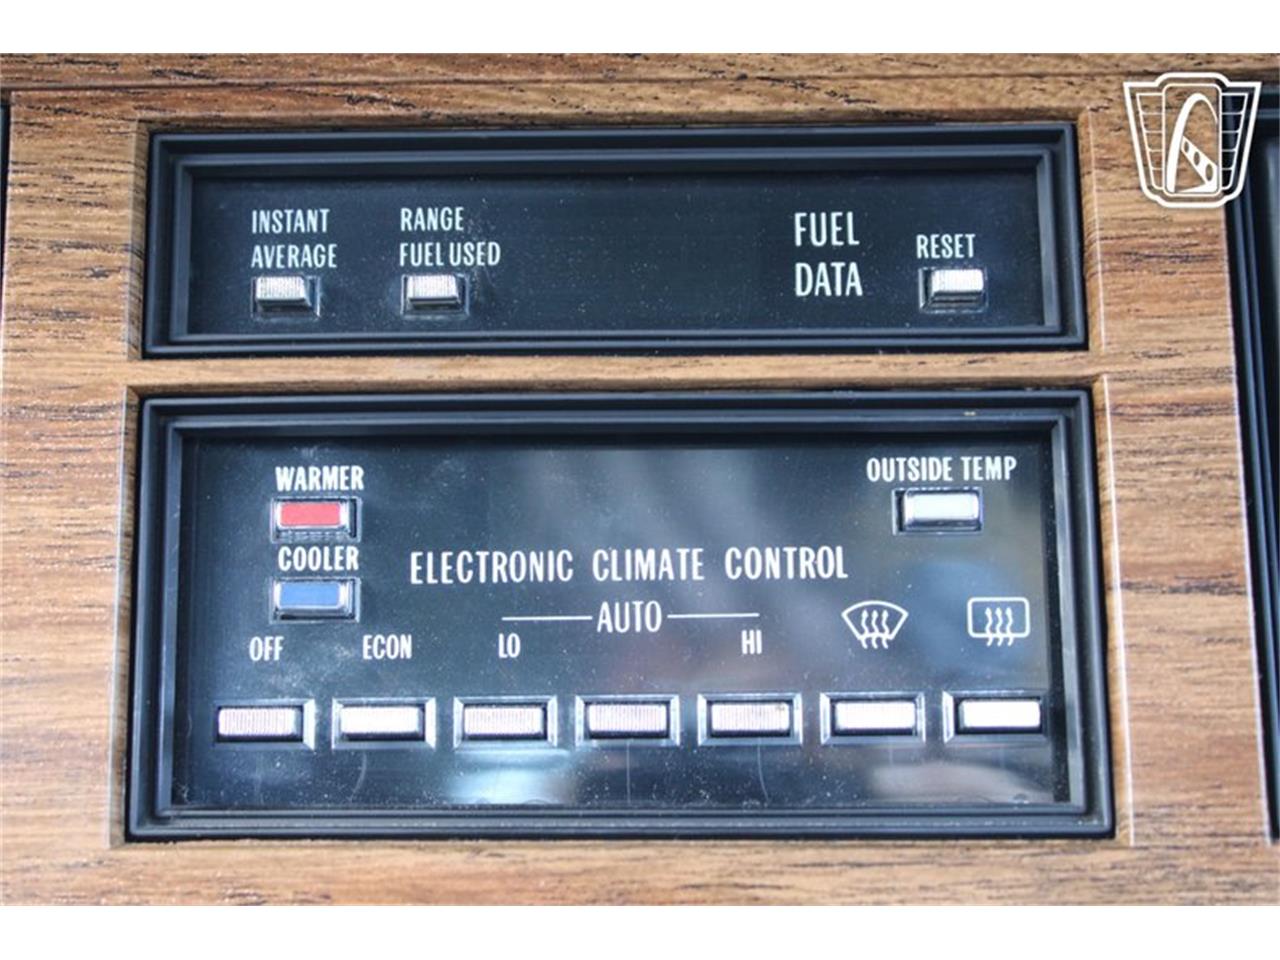 INSTANT
AVERAGE
RANGE
FUEL USED
FUEL
DATA
RESET
WARMER
COOLER
OUTSIDE TEMP
ELECTRONIC CLIMATE CONTROL
AUTO
OFF
ECON
LO
HI